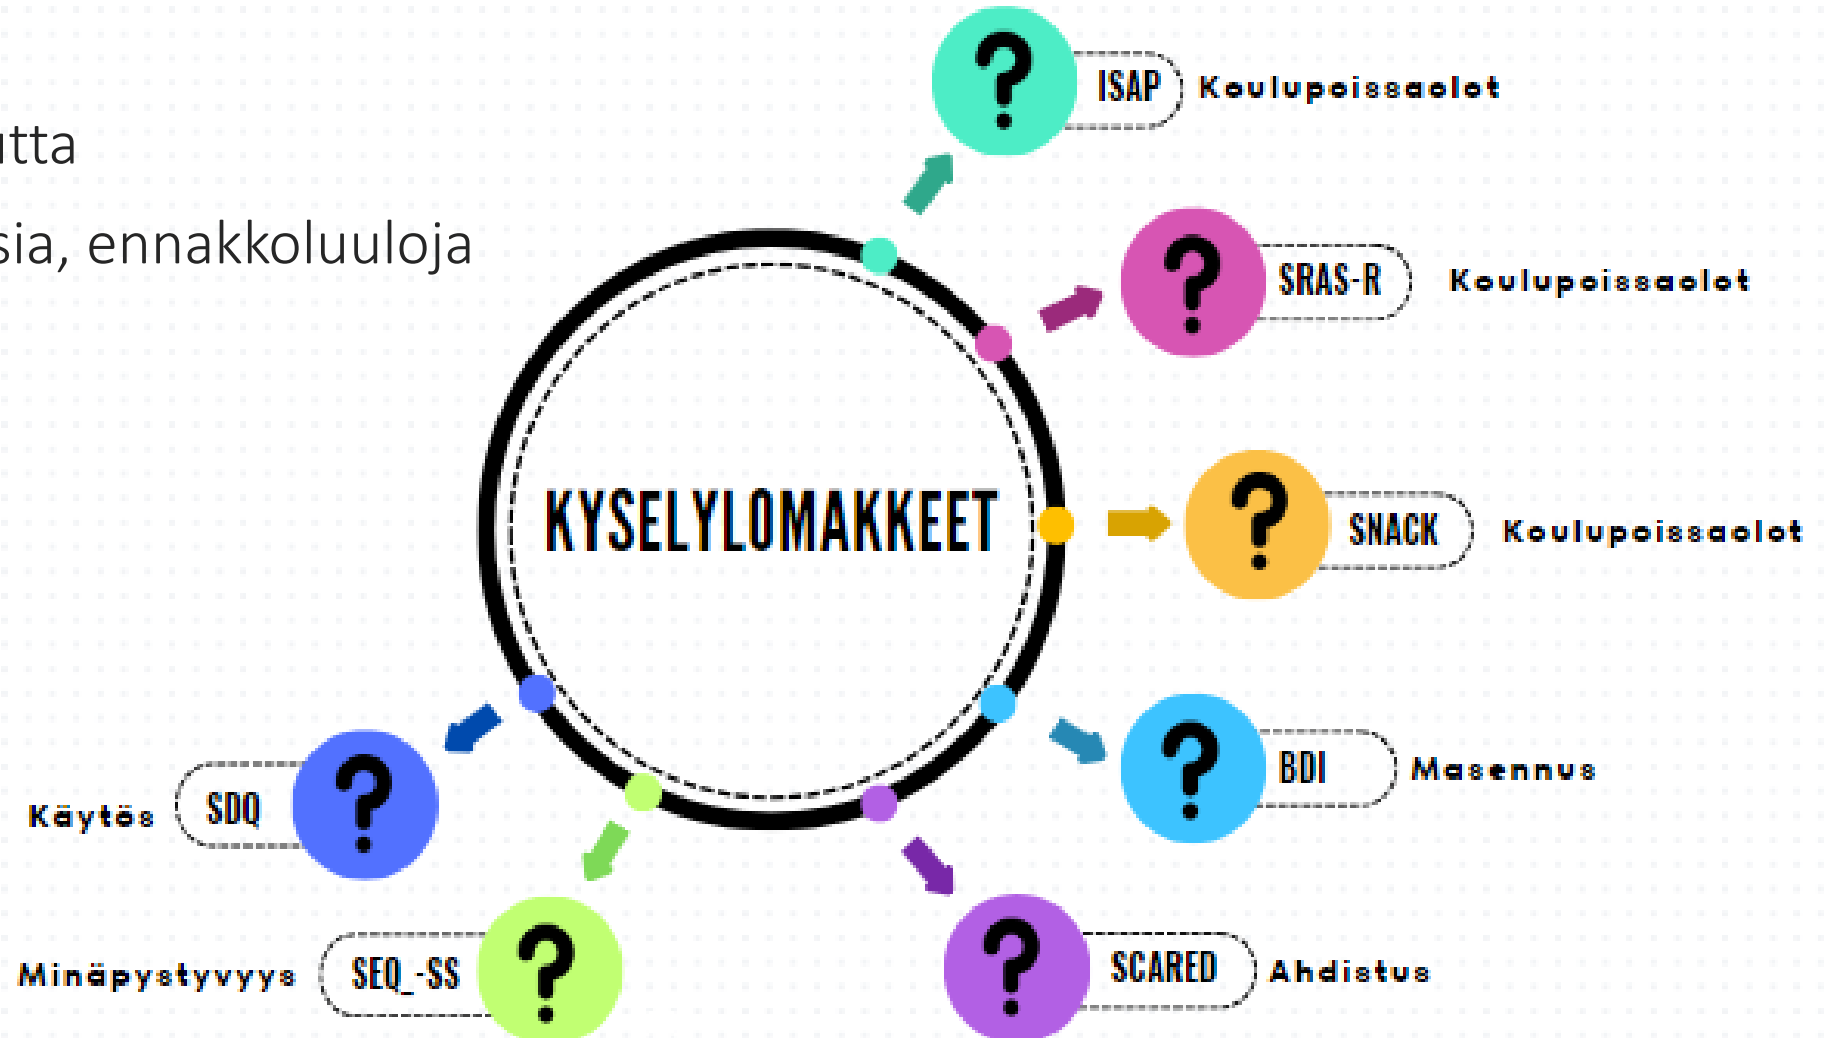 utta
sia, ennakkoluuloja
ISAP Koulupoissaolot
SRAS-R Koulupoissaolot
KYSELYLOMAKKEET
SNACK Koulupoissaolot
BDI Masennus
Käytös SDQ
Minäpystyvyys SEQ_-SS
SCARED Ahdistus